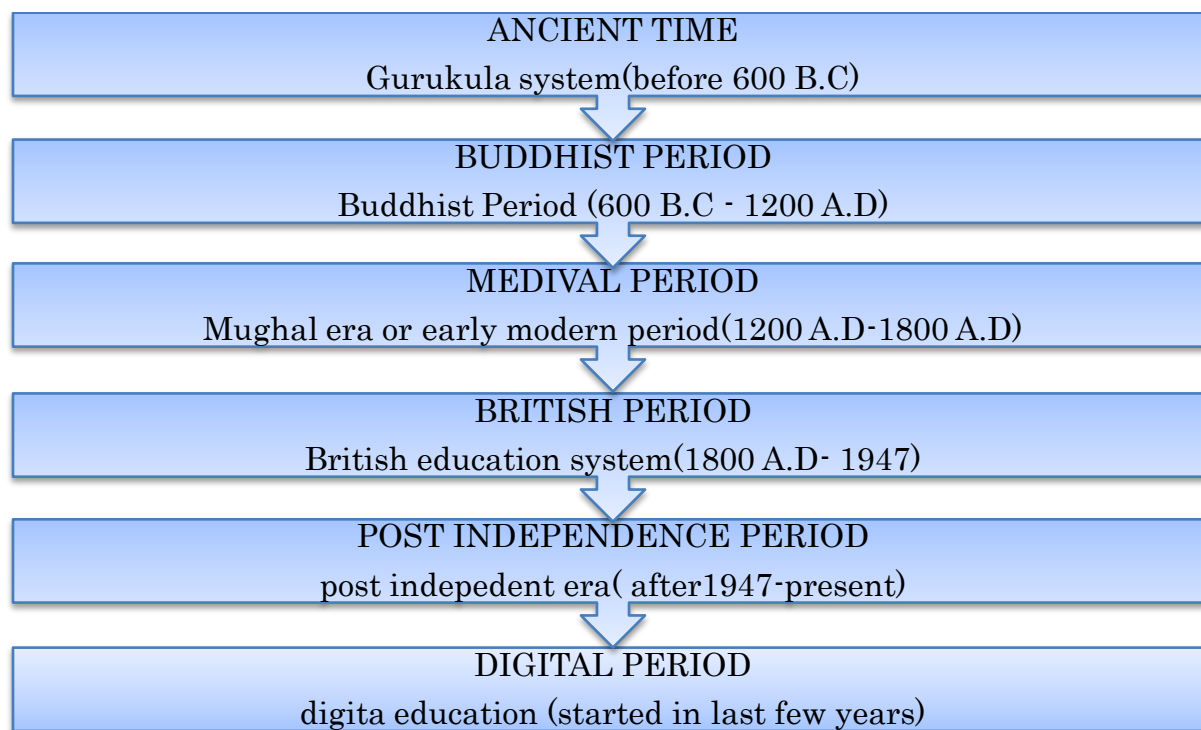 ANCIENT TIME
Gurukula system(before 600 B.C)
BUDDHIST PERIOD
Buddhist Period (600 B.C - 1200 A.D)
MEDIVAL PERIOD
Mughal era or early modern period(1200 A.D-1800 A.D)
BRITISH PERIOD
British education system(1800 A.D- 1947)
POST INDEPENDENCE PERIOD
post indepedent era( after1947-present)
DIGITAL PERIOD
digita education (started in last few years)